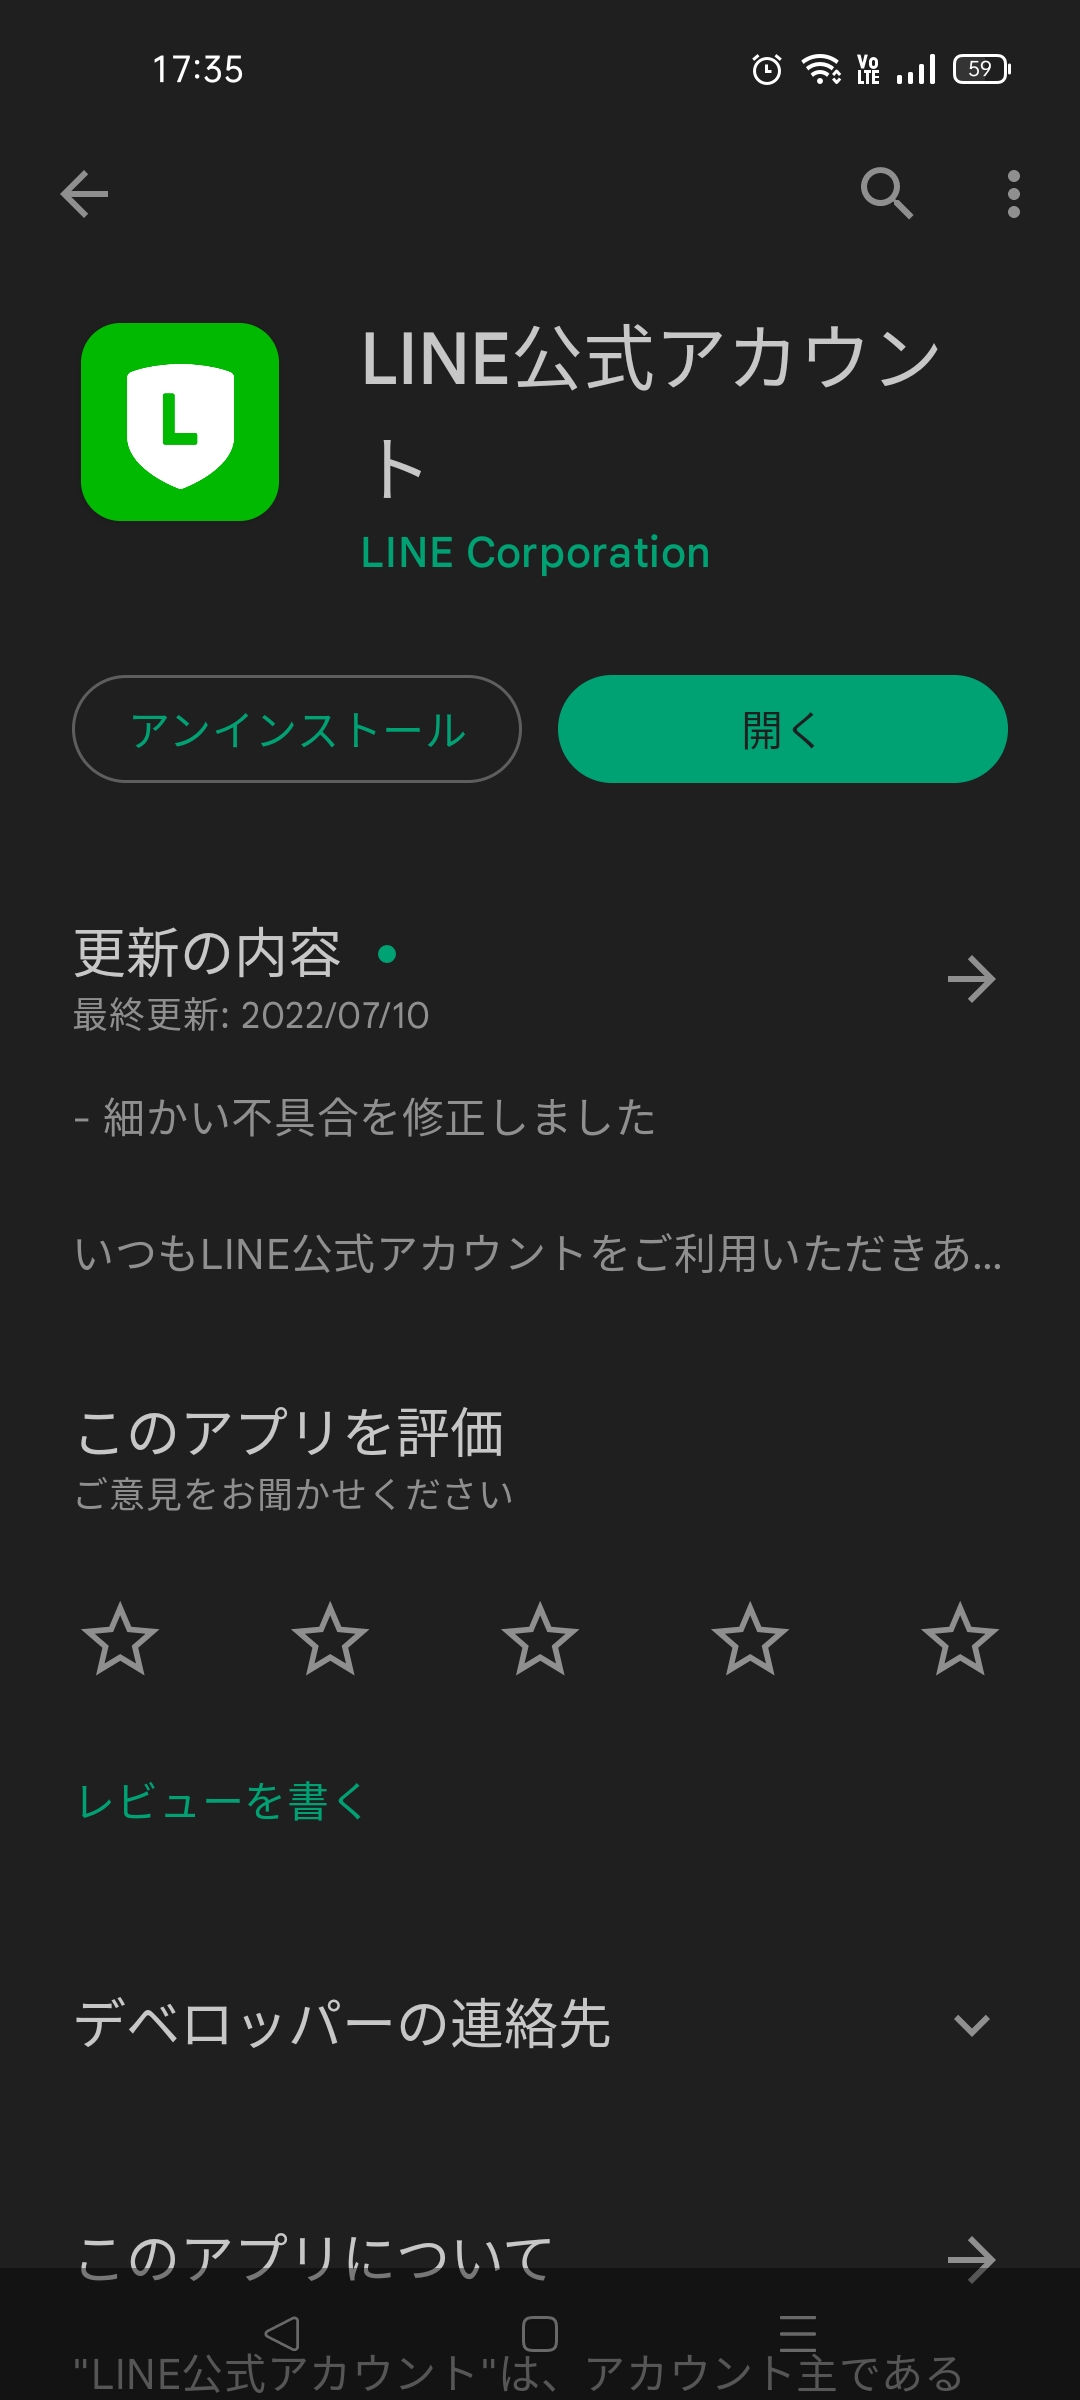 17:35
Vo
LTE
59
LINE公式アカウン
ト
LINE Corporation
アンインストール
開く
更新の内容
最終更新: 2022/07/10
- 細かい不具合を修正しました
いつもLINE公式アカウントをご利用いただきあ...
このアプリを評価
ご意見をお聞かせください
レビューを書く
デベロッパーの連絡先
このアプリについて
"LINE公式アカウント"は、アカウント主である